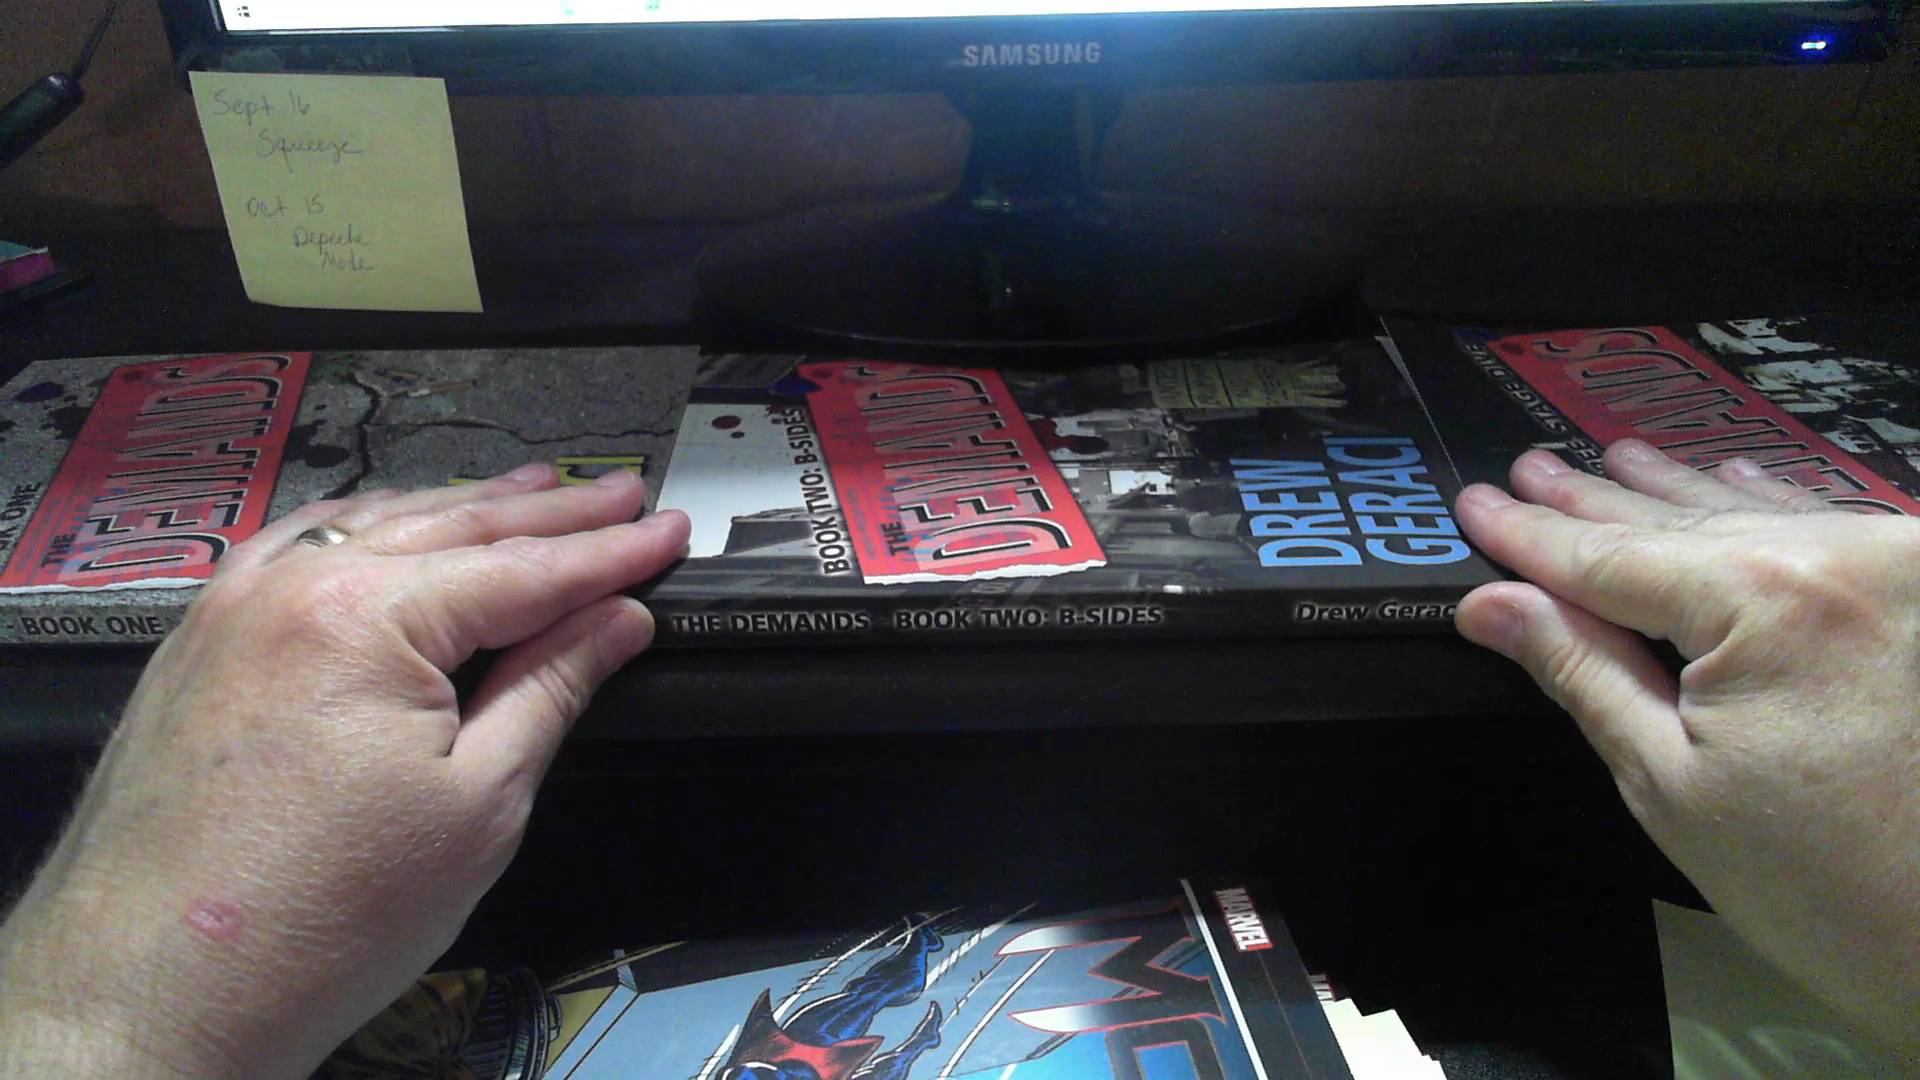 SAMSUNG
Sept 16
Squeeze
Oct 15
Depeche
Mode
THE
DEMANDS
BOOK ONE
BOOK TWO: B-SIDES
THE
DEMANDS
DREW
GERACI
THE DEMANDS BOOK TWO: B-SIDES Drew Gerac
STAGE DIVE
DEMANDS
MARVEL